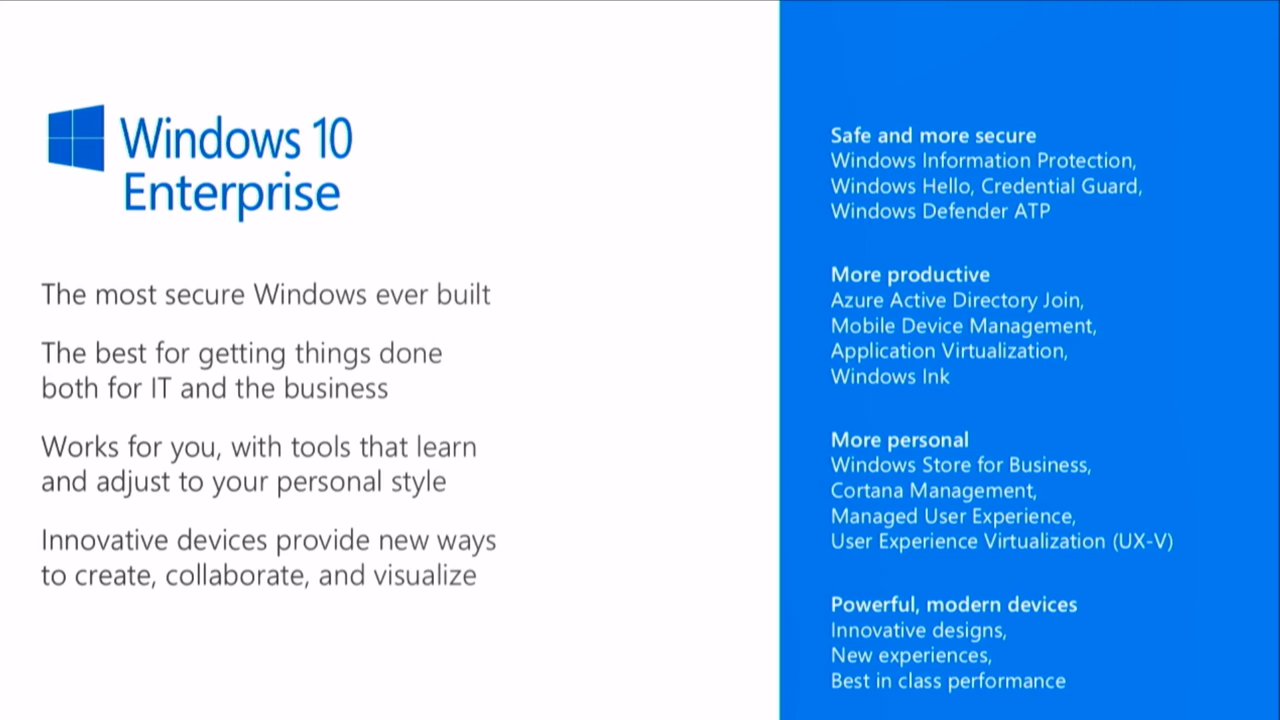 Windows 10
Enterprise
The most secure Windows ever built
The best for getting things done
both for IT and the business
Works for you, with tools that learn
and adjust to your personal style
Innovative devices provide new ways
to create, collaborate, and visualize
Safe and more secure
Windows Information Protection,
Windows Hello, Credential Guard,
Windows Defender ATP
More productive
Azure Active Directory Join,
Mobile Device Management,
Application Virtualization,
Windows Ink
More personal
Windows Store for Business,
Cortana Management,
Managed User Experience,
User Experience Virtualization (UX-V)
Powerful, modern devices
Innovative designs,
New experiences,
Best in class performance